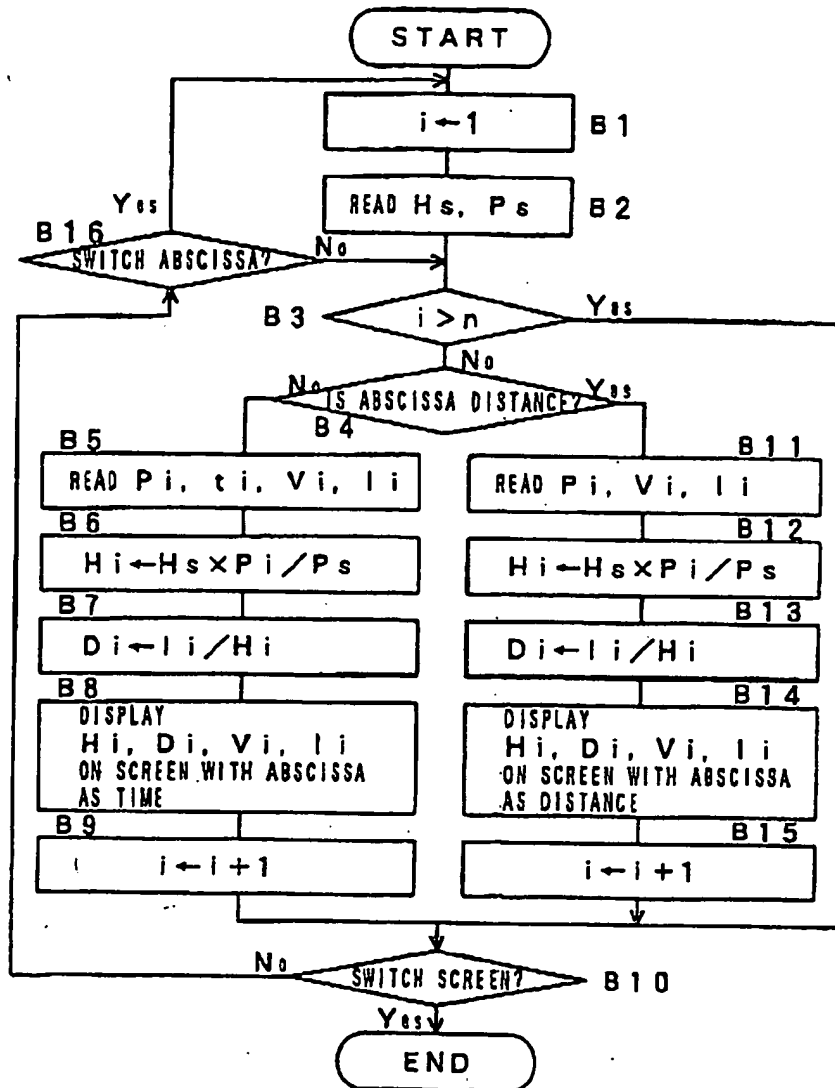 START
i←1
B1
READ Hs, Ps
B2
Yes
B16
SWITCH ABSCISSA?
No
B3
i>n
Yes
No
No
IS ABSCISSA DISTANCE?
Yes
B4
B5
READ Pi, ti, Vi, Ii
B6
Hi←Hs×Pi/Ps
B7
Di←Ii/Hi
B8
DISPLAY
Hi, Di, Vi, Ii
ON SCREEN WITH ABSCISSA
AS TIME
B9
i←i+1
B11
READ Pi, Vi, Ii
B12
Hi←Hs×Pi/Ps
B13
Di←Ii/Hi
B14
DISPLAY
Hi, Di, Vi, Ii
ON SCREEN WITH ABSCISSA
AS DISTANCE
B15
i←i+1
No
SWITCH SCREEN?
B10
Yes
END